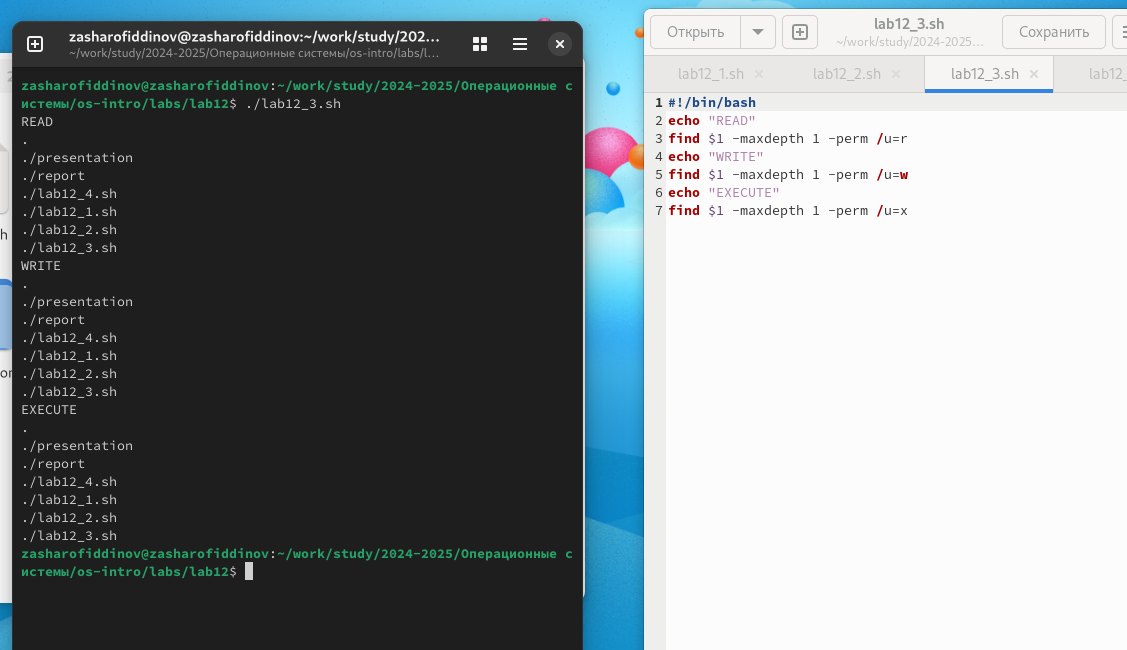 zasharofiddinov@zasharofiddinov:~/work/study/202...
~/work/study/2024-2025/Операционные системы/os-intro/labs/l...
zasharofiddinov@zasharofiddinov:~/work/study/2024-2025/Операционные с
истемы/os-intro/labs/lab12$ ./lab12_3.sh
READ
.
./presentation
./report
./lab12_4.sh
./lab12_1.sh
./lab12_2.sh
./lab12_3.sh
WRITE
.
./presentation
./report
./lab12_4.sh
./lab12_1.sh
./lab12_2.sh
./lab12_3.sh
EXECUTE
.
./presentation
./report
./lab12_4.sh
./lab12_1.sh
./lab12_2.sh
./lab12_3.sh
zasharofiddinov@zasharofiddinov:~/work/study/2024-2025/Операционные с
истемы/os-intro/labs/lab12$
Открыть
lab12_3.sh
~/work/study/2024-2025...
Сохранить
lab12_1.sh
lab12_2.sh
lab12_3.sh
lab12_
1 #!/bin/bash
2 echo "READ"
3 find $1 -maxdepth 1 -perm /u=r
4 echo "WRITE"
5 find $1 -maxdepth 1 -perm /u=w
6 echo "EXECUTE"
7 find $1 -maxdepth 1 -perm /u=x